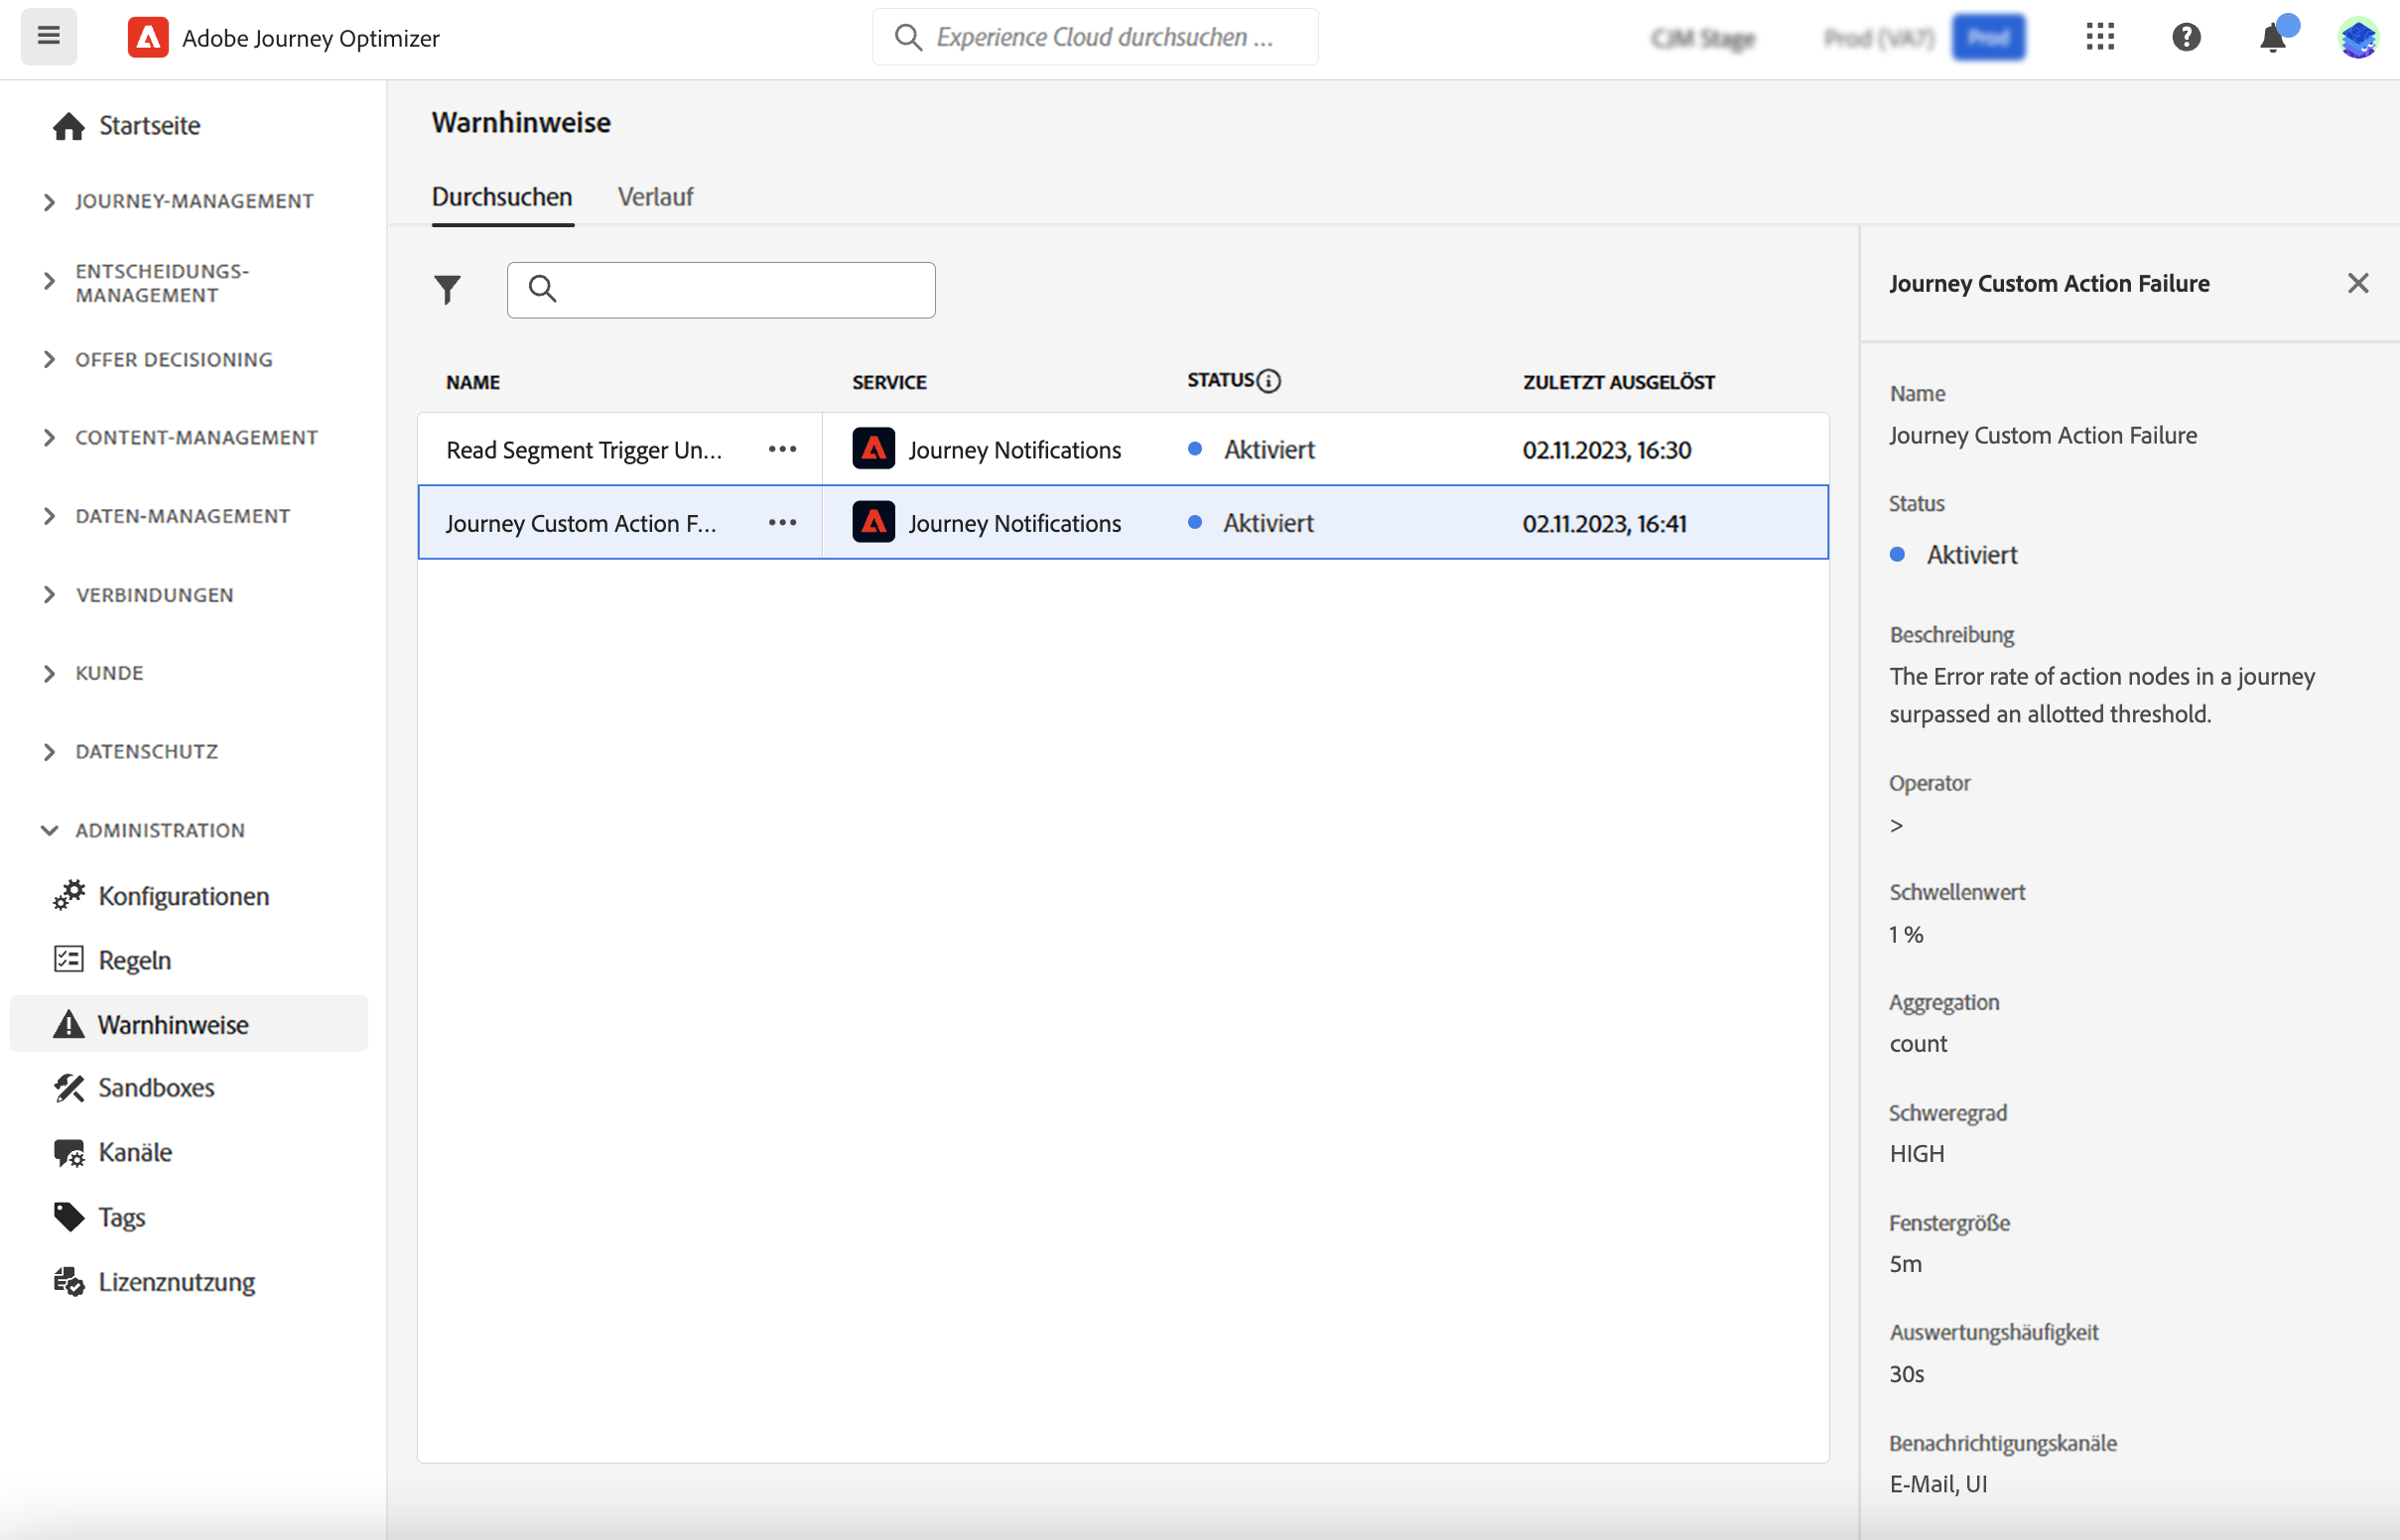 Adobe Journey Optimizer
Experience Cloud durchsuchen ...
CJM Stage
Prod (VA7)
Prod
Startseite
JOURNEY-MANAGEMENT
ENTSCHEIDUNGS-
MANAGEMENT
OFFER DECISIONING
CONTENT-MANAGEMENT
DATEN-MANAGEMENT
VERBINDUNGEN
KUNDE
DATENSCHUTZ
ADMINISTRATION
Konfigurationen
Regeln
Warnhinweise
Sandboxes
Kanäle
Tags
Lizenznutzung
Warnhinweise
Durchsuchen
Verlauf
NAME
SERVICE
STATUS
ZULETZT AUSGELÖST
Read Segment Trigger Un...
Journey Notifications
Aktiviert
02.11.2023, 16:30
Journey Custom Action F...
Journey Notifications
Aktiviert
02.11.2023, 16:41
Journey Custom Action Failure
Name
Journey Custom Action Failure
Status
Aktiviert
Beschreibung
The Error rate of action nodes in a journey
surpassed an allotted threshold.
Operator
>
Schwellenwert
1 %
Aggregation
count
Schweregrad
HIGH
Fenstergröße
5m
Auswertungshäufigkeit
30s
Benachrichtigungskanäle
E-Mail, UI